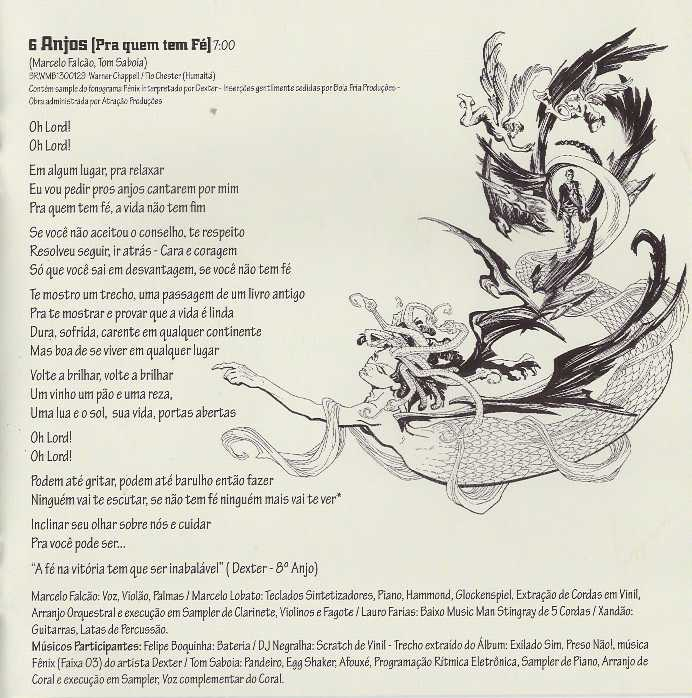 6 Anjos [Pra quem tem Fé] 7:00
(Marcelo Falcão, Tom Saboia)
BRWMB1300123 Warner Chappell / Tio Chester (Humaitá)
Contém sample do fonograma Fênix interpretado por Dexter - Inserções gentilmente cedidas por Boia Fria Produções -
Obra administrada por Atração Produções
Oh Lord!
Oh Lord!
Em algum lugar, pra relaxar
Eu vou pedir pros anjos cantarem por mim
Pra quem tem fé, a vida não tem fim
Se você não aceitou o conselho, te respeito
Resolveu seguir, ir atrás - Cara e coragem
Só que você sai em desvantagem, se você não tem fé
Te mostro um trecho, uma passagem de um livro antigo
Pra te mostrar e provar que a vida é linda
Dura, sofrida, carente em qualquer continente
Mas boa de se viver em qualquer lugar
Volte a brilhar, volte a brilhar
Um vinho um pão e uma reza,
Uma lua e o sol, sua vida, portas abertas
Oh Lord!
Oh Lord!
Podem até gritar, podem até barulho então fazer
Ninguém vai te escutar, se não tem fé ninguém mais vai te ver*
Inclinar seu olhar sobre nós e cuidar
Pra você pode ser...
"A fé na vitória tem que ser inabalável" ( Dexter - 8º Anjo)
Marcelo Falcão: Voz, Violão, Palmas / Marcelo Lobato: Teclados Sintetizadores, Piano, Hammond, Glockenspiel, Extração de Cordas em Vinil,
Arranjo Orquestral e execução em Sampler de Clarinete, Violinos e Fagote / Lauro Farias: Baixo Music Man Stingray de 5 Cordas / Xandão:
Guitarras, Latas de Percussão.
Músicos Participantes: Felipe Boquinha: Bateria / DJ Negralha: Scratch de Vinil - Trecho extraído do Álbum: Exilado Sim, Preso Não!, música
Fênix (Faixa 03) do artista Dexter / Tom Saboia: Pandeiro, Egg Shaker, Afouxé, Programação Rítmica Eletrônica, Sampler de Piano, Arranjo de
Coral e execução em Sampler, Voz complementar do Coral.